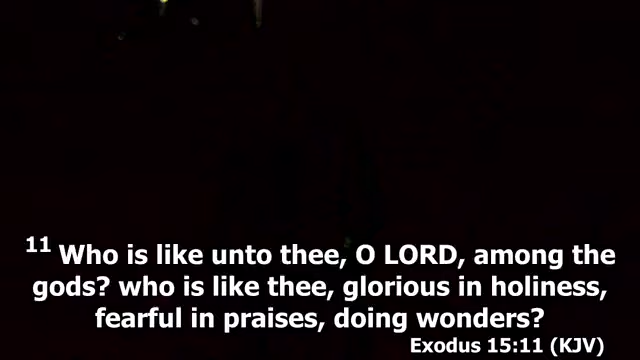 11 Who is like unto thee, O LORD, among the
gods? who is like thee, glorious in holiness,
fearful in praises, doing wonders?
Exodus 15:11 (KJV)